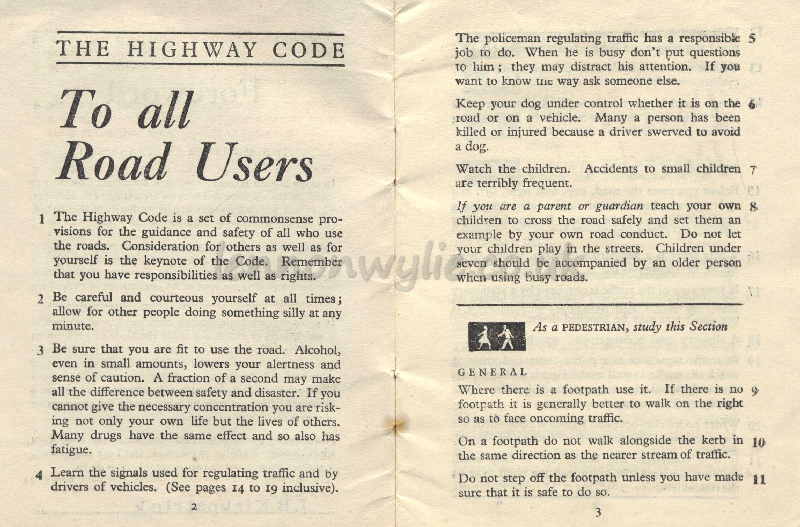 THE HIGHWAY CODE
To all
Road Users
1 The Highway Code is a set of commonsense pro-
visions for the guidance and safety of all who use
the roads. Consideration for others as well as for
yourself is the keynote of the Code. Remember
that you have responsibilities as well as rights.
2 Be careful and courteous yourself at all times;
allow for other people doing something silly at any
minute.
3 Be sure that you are fit to use the road. Alcohol,
even in small amounts, lowers your alertness and
sense of caution. A fraction of a second may make
all the difference between safety and disaster. If you
cannot give the necessary concentration you are risk-
ing not only your own life but the lives of others.
Many drugs have the same effect and so also has
fatigue.
4 Learn the signals used for regulating traffic and by
drivers of vehicles. (See pages 14 to 19 inclusive).
2
The policeman regulating traffic has a responsible 5
job to do. When he is busy don't put questions
to him; they may distract his attention. If you
want to know the way ask someone else.
Keep your dog under control whether it is on the 6
road or on a vehicle. Many a person has been
killed or injured because a driver swerved to avoid
a dog.
Watch the children. Accidents to small children 7
are terribly frequent.
If you are a parent or guardian teach your own 8
children to cross the road safely and set them an
example by your own road conduct. Do not let
your children play in the streets. Children under
seven should be accompanied by an older person
when using busy roads.
As a PEDESTRIAN, study this Section
GENERAL
Where there is a footpath use it. If there is no 9
footpath it is generally better to walk on the right
so as to face oncoming traffic.
On a footpath do not walk alongside the kerb in 10
the same direction as the nearer stream of traffic.
Do not step off the footpath unless you have made 11
sure that it is safe to do so.
3